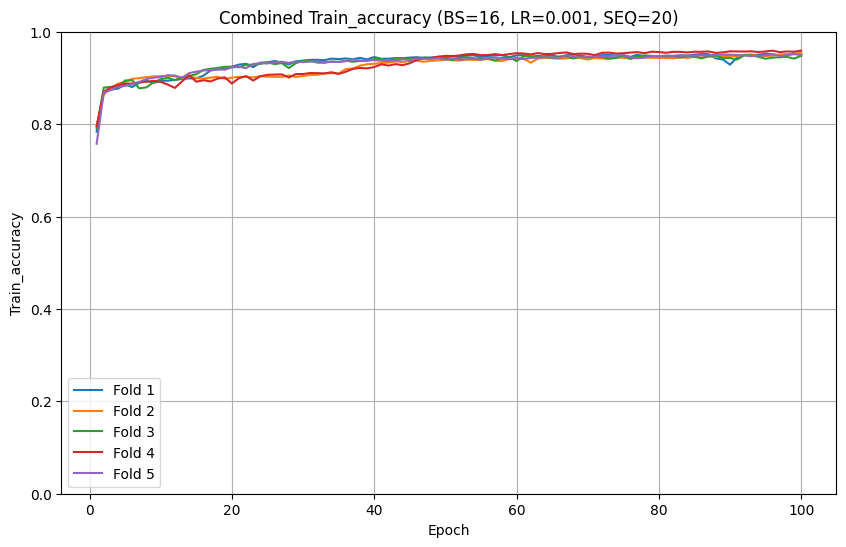 Combined Train_accuracy (BS=16, LR=0.001, SEQ=20)
Train_accuracy
1.0
0.8
0.6
0.4
0.2
0.0
Fold 1
Fold 2
Fold 3
Fold 4
Fold 5
0 20 40 60 80 100
Epoch